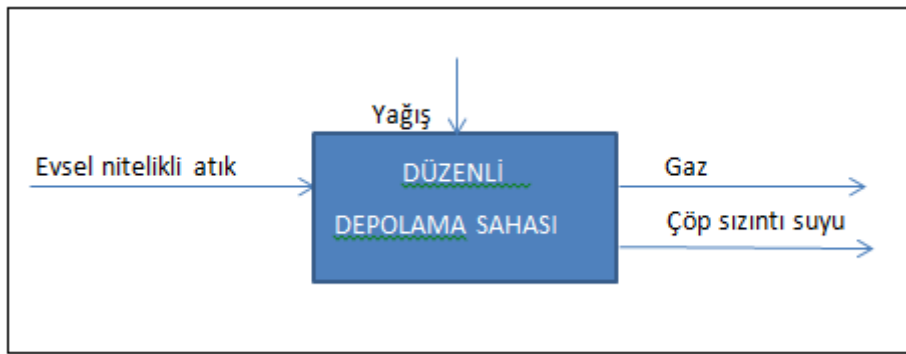 Yağış
Evsel nitelikli atık
DÜZENLİ
DEPOLAMA SAHASI
Gaz
Çöp sızıntı suyu